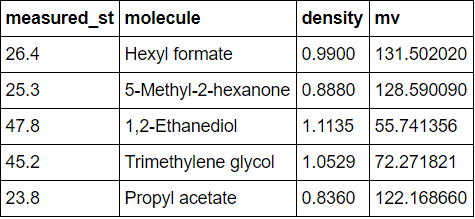 measured_st molecule density mv
26.4 Hexyl formate 0.9900 131.502020
25.3 5-Methyl-2-hexanone 0.8880 128.590090
47.8 1,2-Ethanediol 1.1135 55.741356
45.2 Trimethylene glycol 1.0529 72.271821
23.8 Propyl acetate 0.8360 122.168660